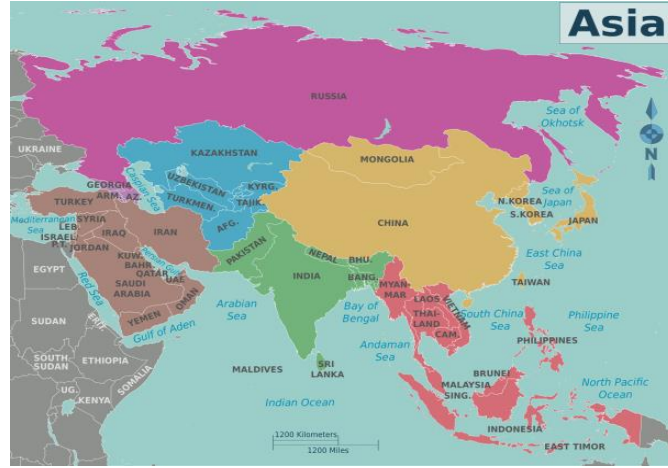 Asia
RUSSIA
Sea of
Okhotsk
N
UKRAINE
KAZAKHSTAN
MONGOLIA
GEORGIA
ARM.
AZ.
Caspian Sea
UZBEKISTAN
TURKMEN.
KYRG.
TAJIK.
TURKEY
Mediterranean
Sea
SYRIA
LEB.
ISRAEL
P.T.
JORDAN
IRAQ
IRAN
AFG.
CHINA
N.KOREA
S.KOREA
Sea of
Japan
JAPAN
KUW.
BAHR.
QATAR
UAE
Persian Gulf
SAUDI
ARABIA
OMAN
YEMEN
Red Sea
Gulf of Aden
PAKISTAN
NEPAL
BHU.
INDIA
BANG.
MYAN-
MAR
LAOS
THAI-
LAND
VIETNAM
CAM.
East China
Sea
TAIWAN
EGYPT
SUDAN
ERIT.
SOUTH
SUDAN
ETHIOPIA
SOMALIA
UG.
KENYA
Arabian
Sea
Bay of
Bengal
Andaman
Sea
South China
Sea
Philippine
Sea
PHILIPPINES
MALDIVES
SRI
LANKA
BRUNEI
MALAYSIA
SING.
INDONESIA
EAST TIMOR
North Pacific
Ocean
Indian Ocean
1200 Kilometers
1200 Miles